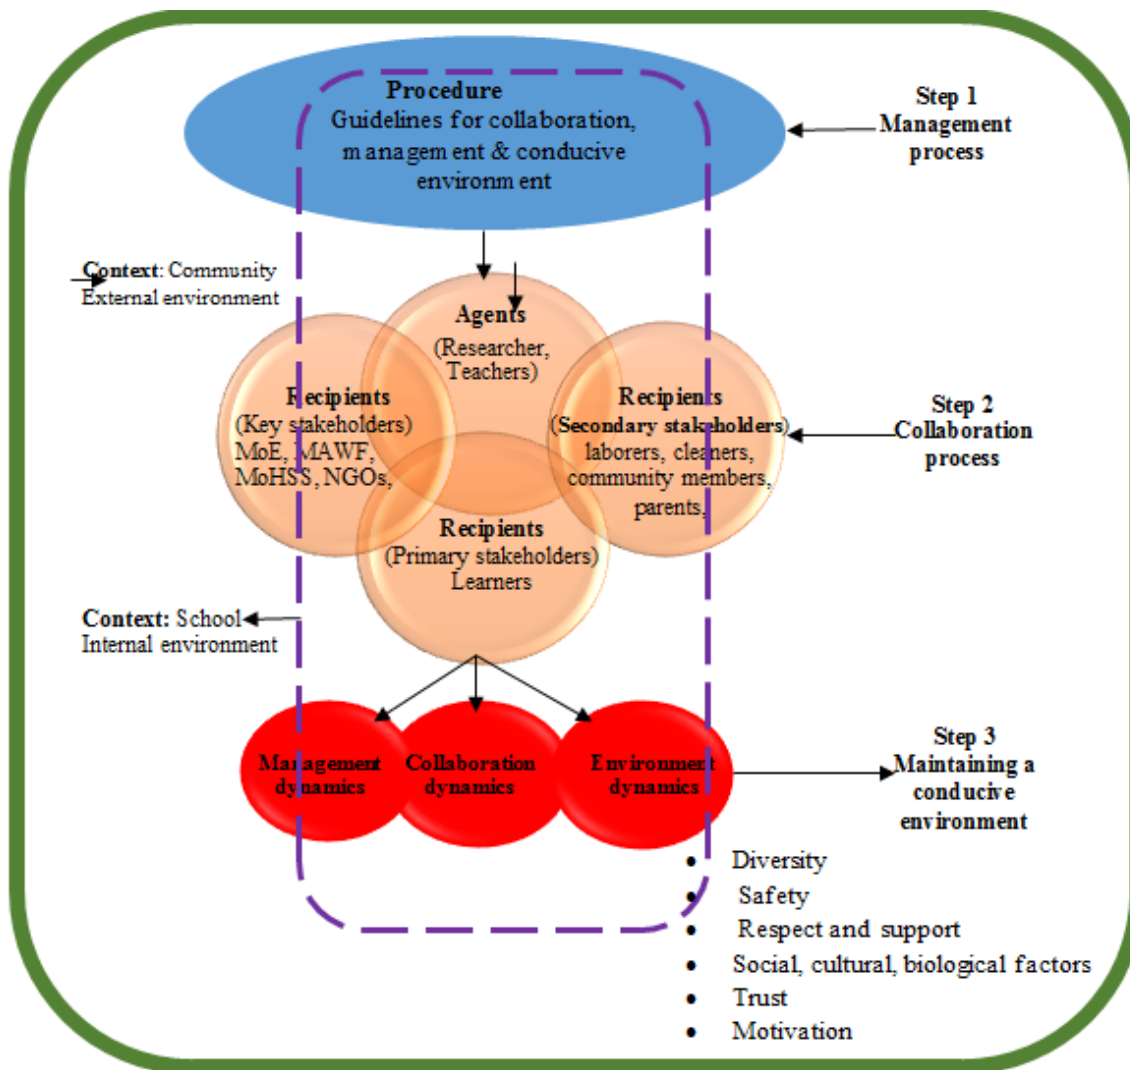 Procedure
Guidelines for collaboration,
management & conducive
environment
Step 1
Management
process
Context: Community
External environment
Agents
(Researcher,
Teachers)
Recipients
(Key stakeholders)
MoE, MAWF,
MoHSS, NGOs,
Recipients
(Secondary stakeholders)
laborers, cleaners,
community members,
parents,
Step 2
Collaboration
process
Recipients
(Primary stakeholders)
Learners
Context: School
Internal environment
Management
dynamics
Collaboration
dynamics
Environment
dynamics
Step 3
Maintaining a
conducive
environment
• Diversity
• Safety
• Respect and support
• Social, cultural, biological factors
• Trust
• Motivation